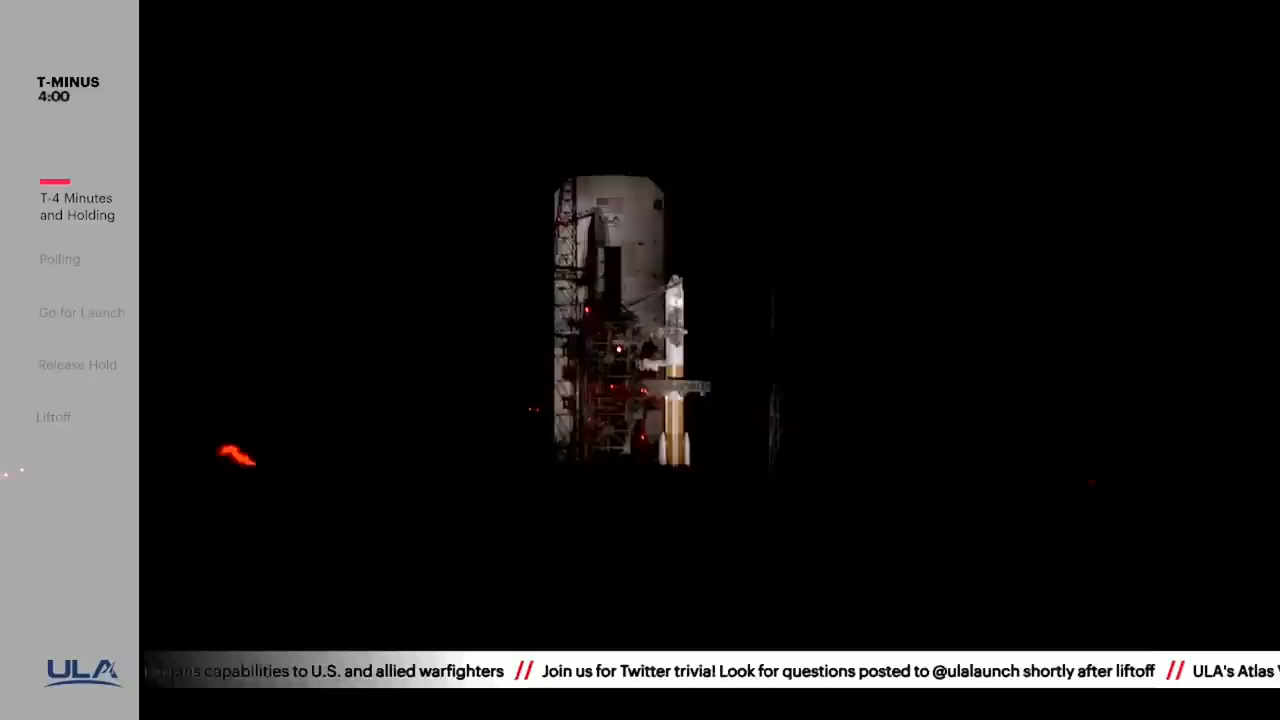 T-MINUS
4:00
T-4 Minutes
and Holding
Polling
Go for Launch
Release Hold
Liftoff
ULA
capabilities to U.S. and allied warfighters // Join us for Twitter trivia! Look for questions posted to @ulalaunch shortly after liftoff // ULA's Atlas